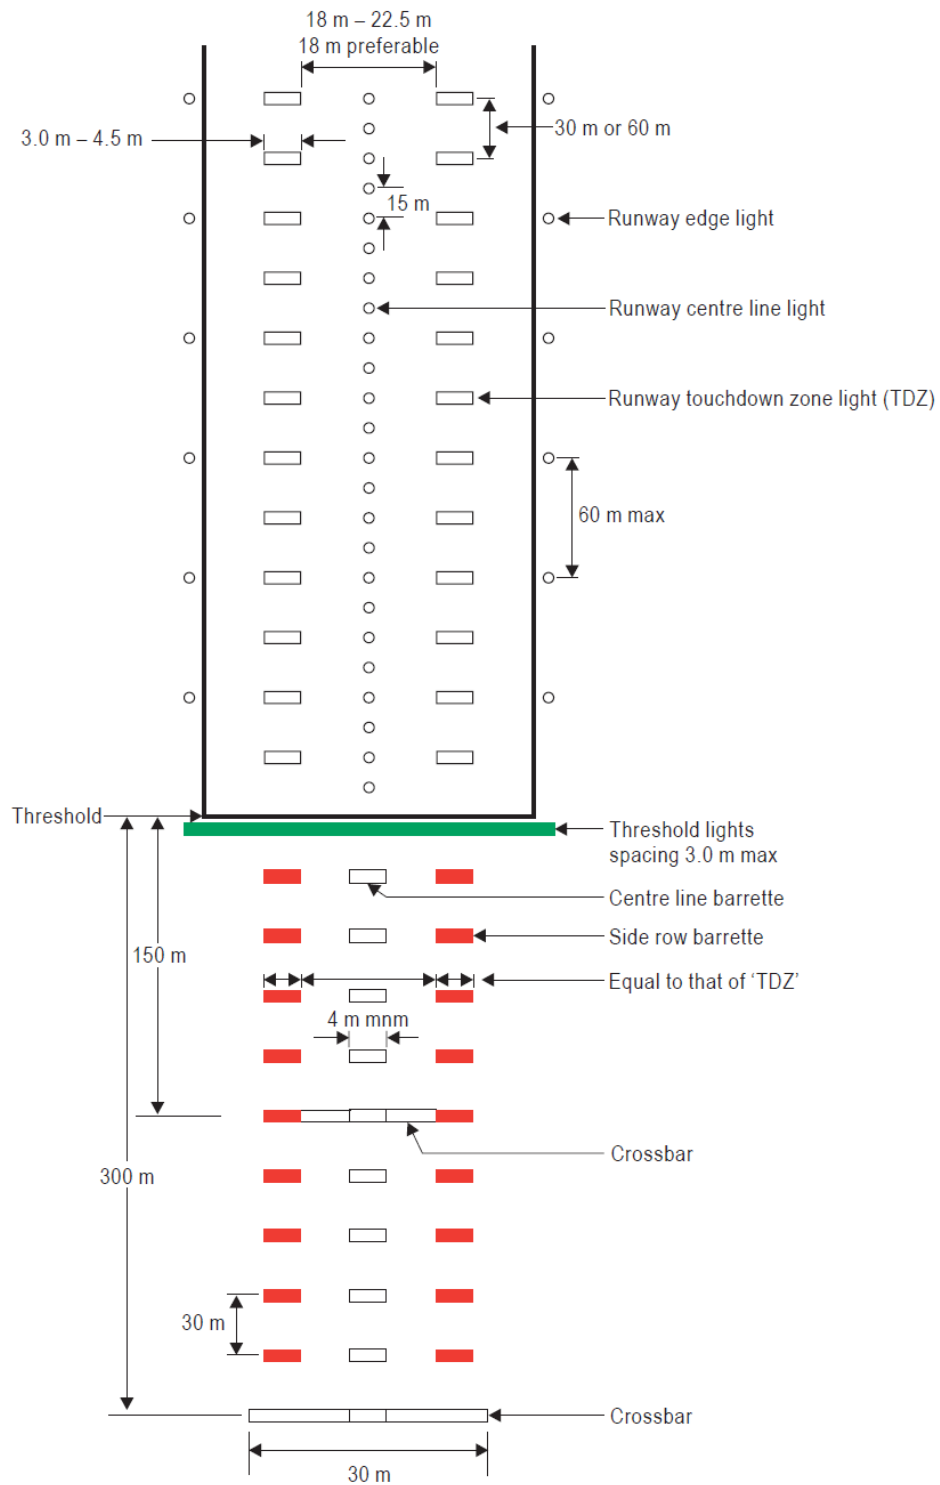 18 m – 22.5 m
18 m preferable
3.0 m – 4.5 m
30 m or 60 m
15 m
Runway edge light
Runway centre line light
Runway touchdown zone light (TDZ)
60 m max
Threshold
Threshold lights
spacing 3.0 m max
Centre line barrette
Side row barrette
150 m
Equal to that of ‘TDZ’
4 m mnm
Crossbar
300 m
30 m
Crossbar
30 m